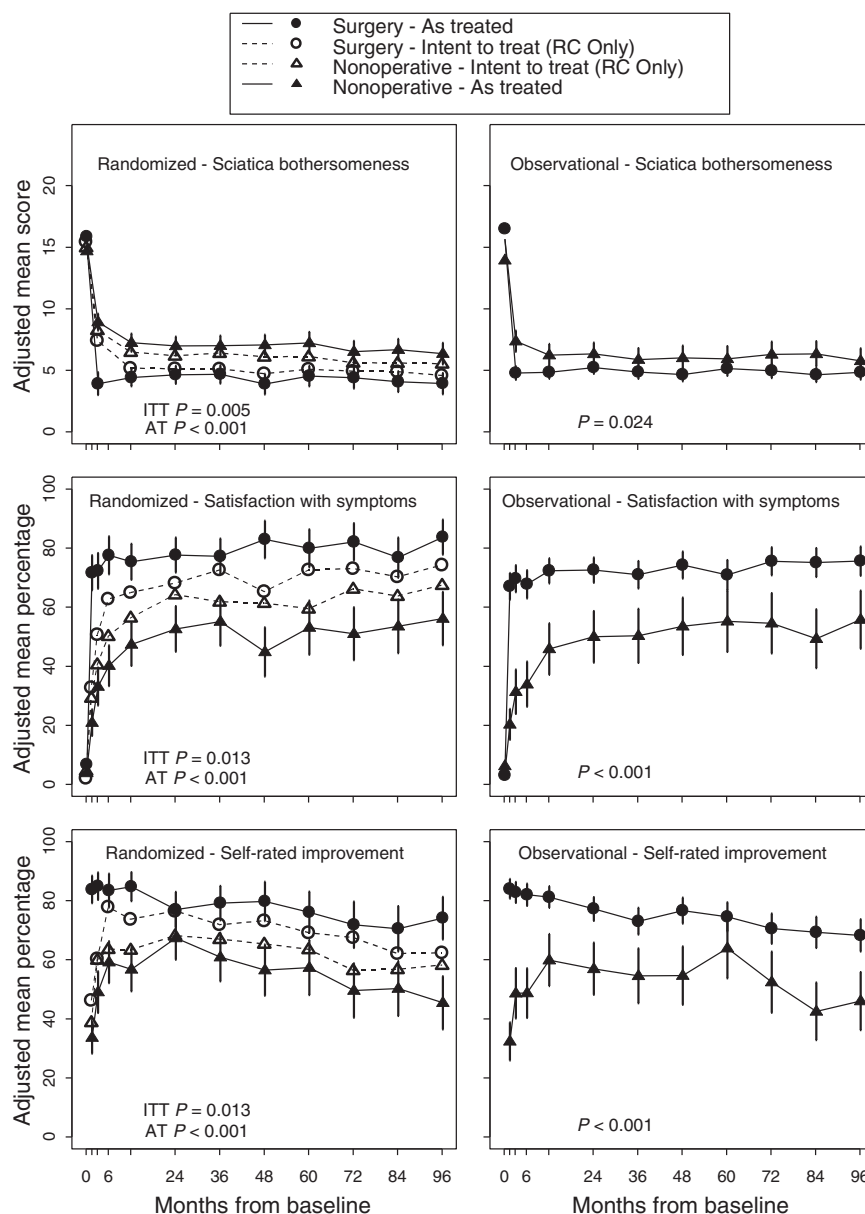 Surgery - As treated
Surgery - Intent to treat (RC Only)
Nonoperative - Intent to treat (RC Only)
Nonoperative - As treated
Randomized - Sciatica bothersomeness
Adjusted mean score
20
15
10
5
0
ITT P = 0.005
AT P < 0.001
Observational - Sciatica bothersomeness
P = 0.024
Randomized - Satisfaction with symptoms
Adjusted mean percentage
100
80
60
40
20
0
ITT P = 0.013
AT P < 0.001
Observational - Satisfaction with symptoms
P < 0.001
Randomized - Self-rated improvement
Adjusted mean percentage
100
80
60
40
20
0
ITT P = 0.013
AT P < 0.001
0 6 24 36 48 60 72 84 96
Months from baseline
Observational - Self-rated improvement
P < 0.001
0 6 24 36 48 60 72 84 96
Months from baseline